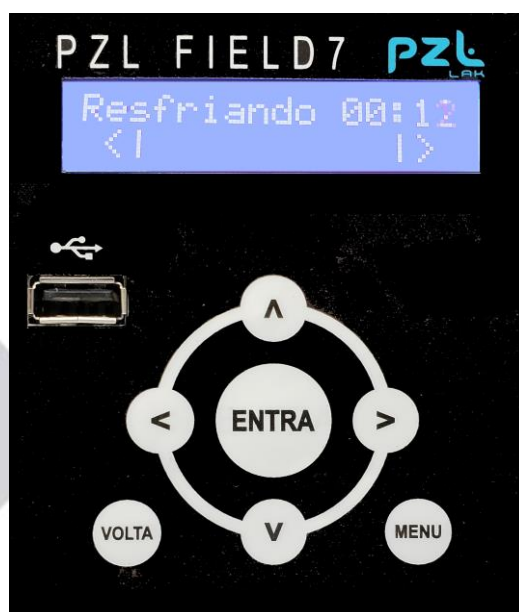 PZL FIELD7 pzl
LAK
Resfriando 00:12
<| |>
^
< ENTRA >
VOLTA v MENU